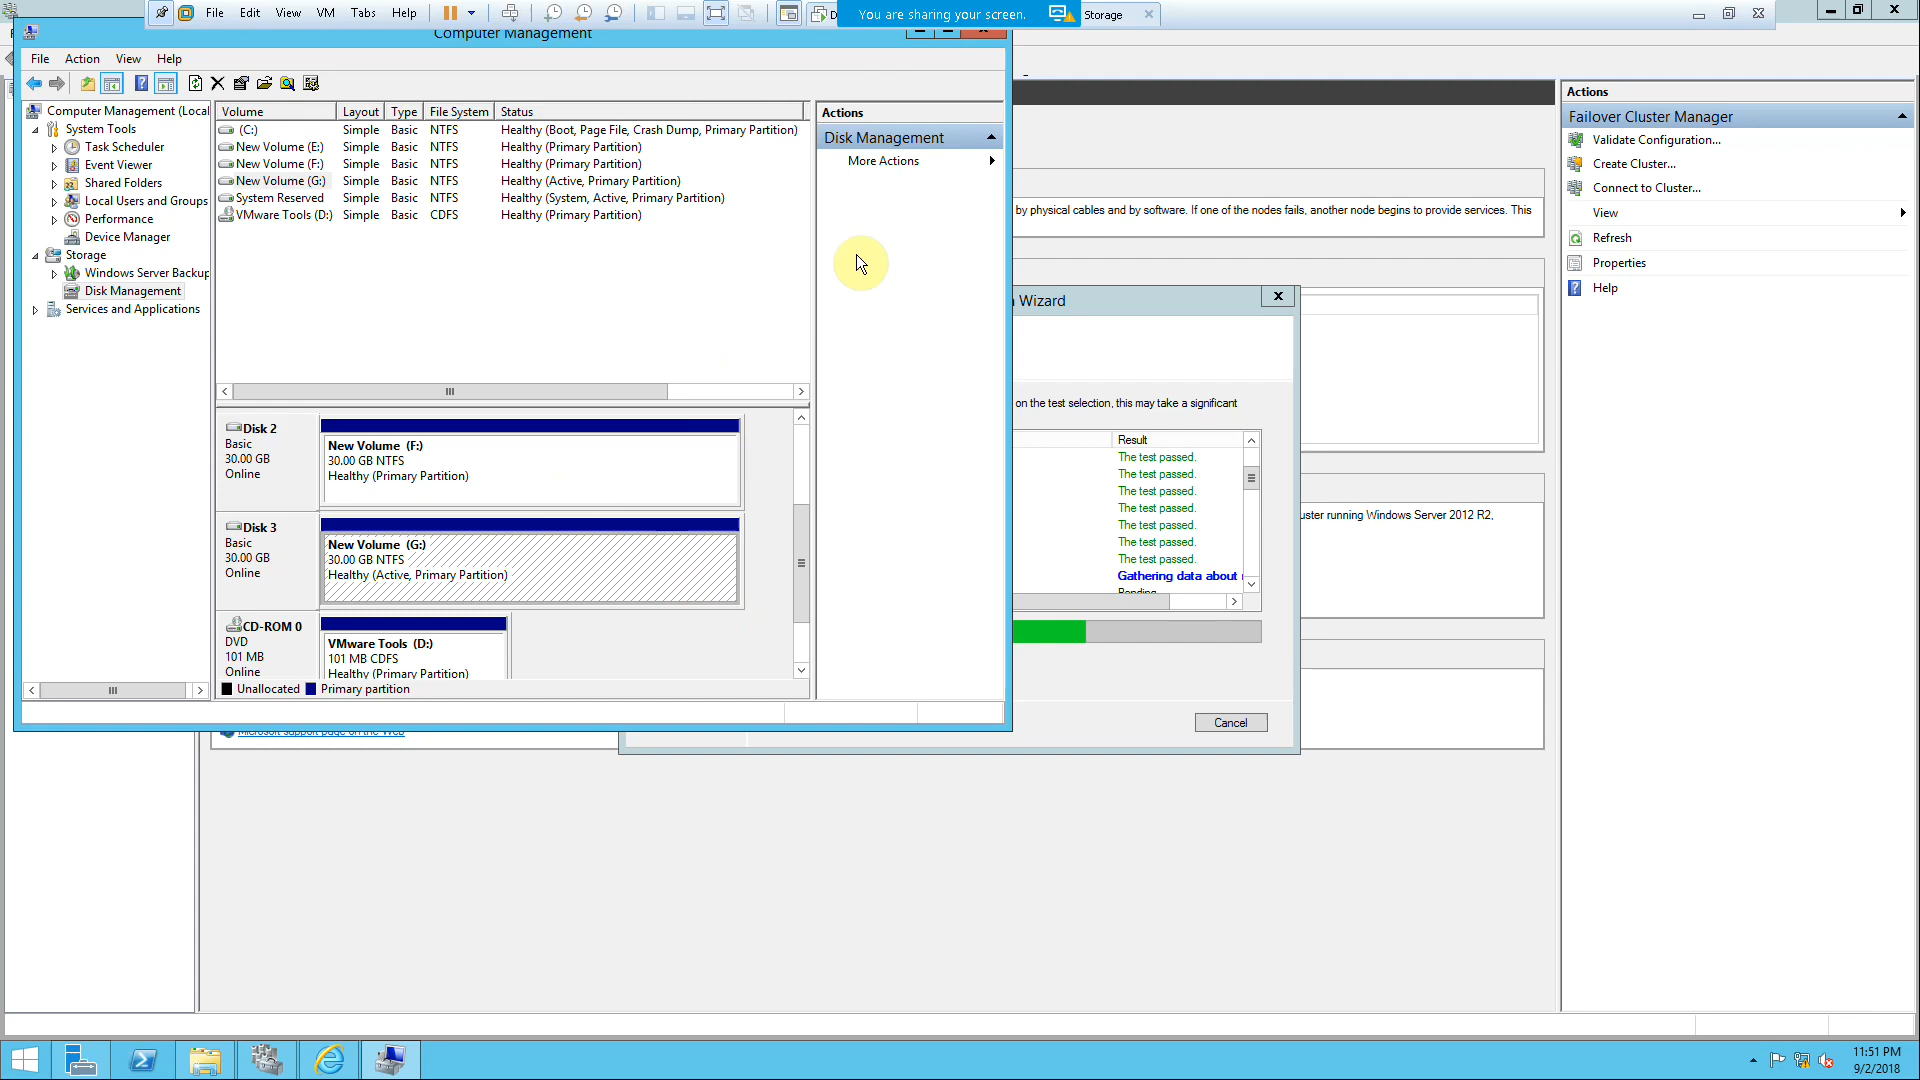 File Edit View VM Tabs Help
You are sharing your screen.
Storage
Computer Management
File Action View Help
Computer Management (Local
System Tools
Task Scheduler
Event Viewer
Shared Folders
Local Users and Groups
Performance
Device Manager
Storage
Windows Server Backup
Disk Management
Services and Applications
Volume Layout Type File System Status
(C:) Simple Basic NTFS Healthy (Boot, Page File, Crash Dump, Primary Partition)
New Volume (E:) Simple Basic NTFS Healthy (Primary Partition)
New Volume (F:) Simple Basic NTFS Healthy (Primary Partition)
New Volume (G:) Simple Basic NTFS Healthy (Active, Primary Partition)
System Reserved Simple Basic NTFS Healthy (System, Active, Primary Partition)
VMware Tools (D:) Simple Basic CDFS Healthy (Primary Partition)
Disk 2
Basic
30.00 GB
Online
New Volume (F:)
30.00 GB NTFS
Healthy (Primary Partition)
Disk 3
Basic
30.00 GB
Online
New Volume (G:)
30.00 GB NTFS
Healthy (Active, Primary Partition)
CD-ROM 0
DVD
101 MB
Online
VMware Tools (D:)
101 MB CDFS
Healthy (Primary Partition)
Unallocated Primary partition
Actions
Disk Management
More Actions
Microsoft support page on the Web
by physical cables and by software. If one of the nodes fails, another node begins to provide services. This
Wizard
on the test selection, this may take a significant
Result
The test passed.
The test passed.
The test passed.
The test passed.
The test passed.
The test passed.
The test passed.
Gathering data about
Pending
Cancel
uster running Windows Server 2012 R2,
Actions
Failover Cluster Manager
Validate Configuration...
Create Cluster...
Connect to Cluster...
View
Refresh
Properties
Help
11:51 PM
9/2/2018